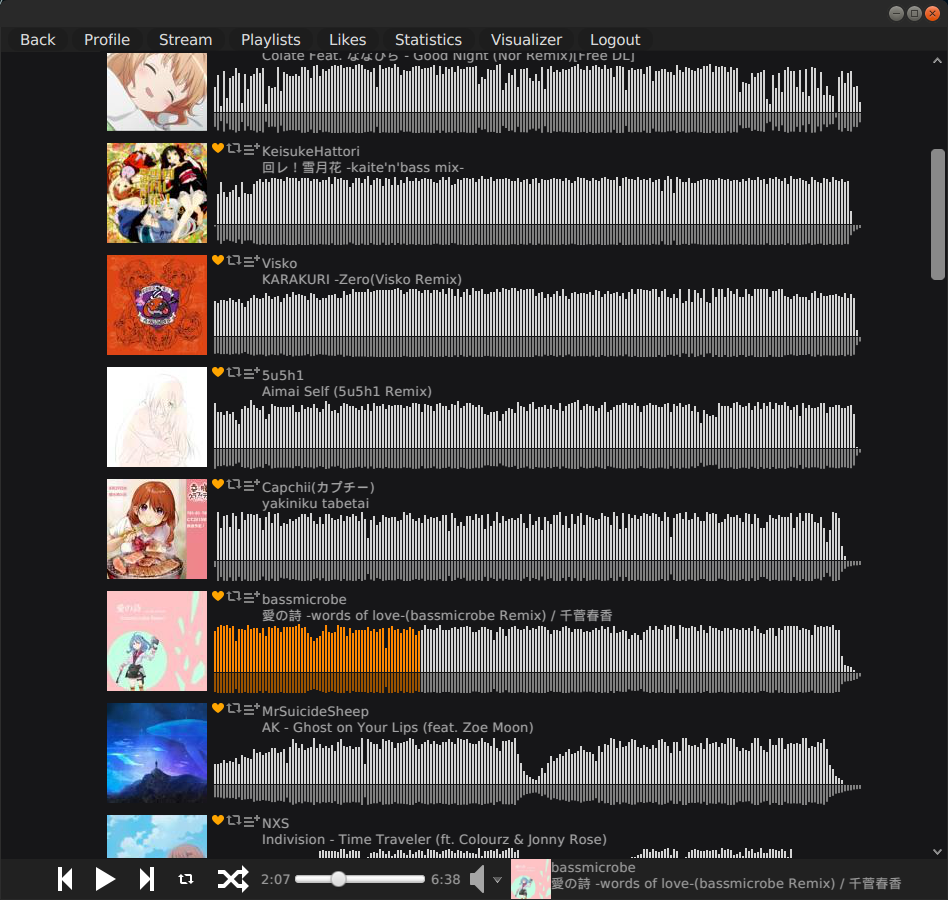 Back Profile Stream Playlists Likes Statistics Visualizer Logout
Colate Feat. ななひら - Good Night (Nor Remix)[Free DL]
KeisukeHattori
回レ！雪月花 -kaite'n'bass mix-
Visko
KARAKURI -Zero(Visko Remix)
5u5h1
Aimai Self (5u5h1 Remix)
Capchii(カプチー)
yakiniku tabetai
愛の詩
bassmicrobe
愛の詩 -words of love-(bassmicrobe Remix) / 千菅春香
MrSuicideSheep
AK - Ghost on Your Lips (feat. Zoe Moon)
NXS
Indivision - Time Traveler (ft. Colourz & Jonny Rose)
2:07 6:38
bassmicrobe
愛の詩 -words of love-(bassmicrobe Remix) / 千菅春香